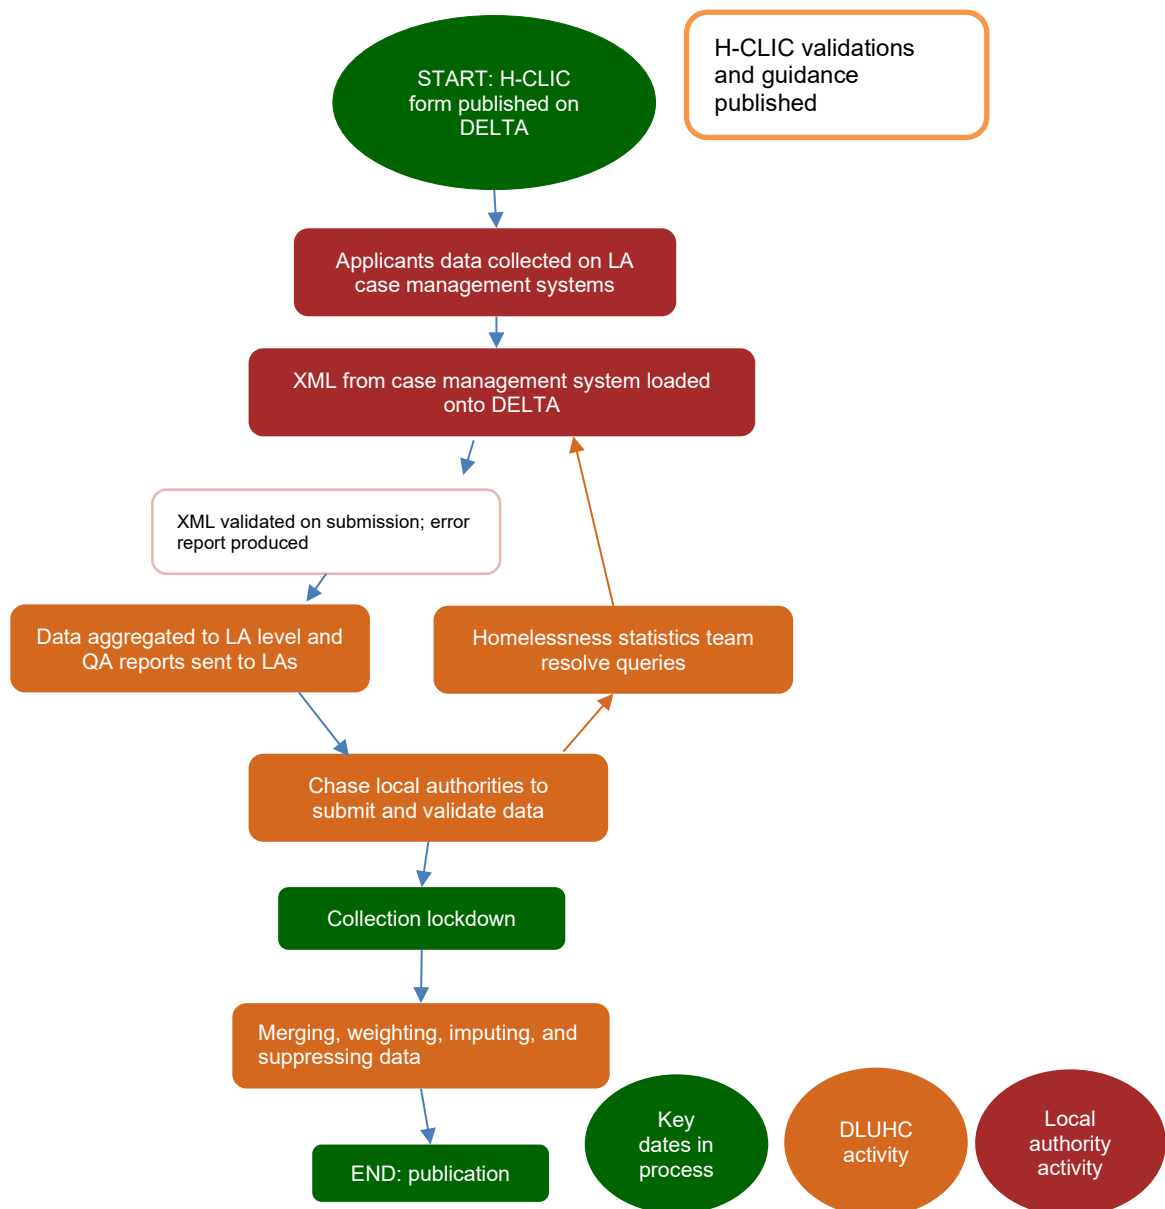 START: H-CLIC
form published on
DELTA
H-CLIC validations
and guidance
published
Applicants data collected on LA
case management systems
XML from case management system loaded
onto DELTA
XML validated on submission; error
report produced
Data aggregated to LA level and
QA reports sent to LAs
Homelessness statistics team
resolve queries
Chase local authorities to
submit and validate data
Collection lockdown
Merging, weighting, imputing, and
suppressing data
END: publication
Key
dates in
process
DLUHC
activity
Local
authority
activity